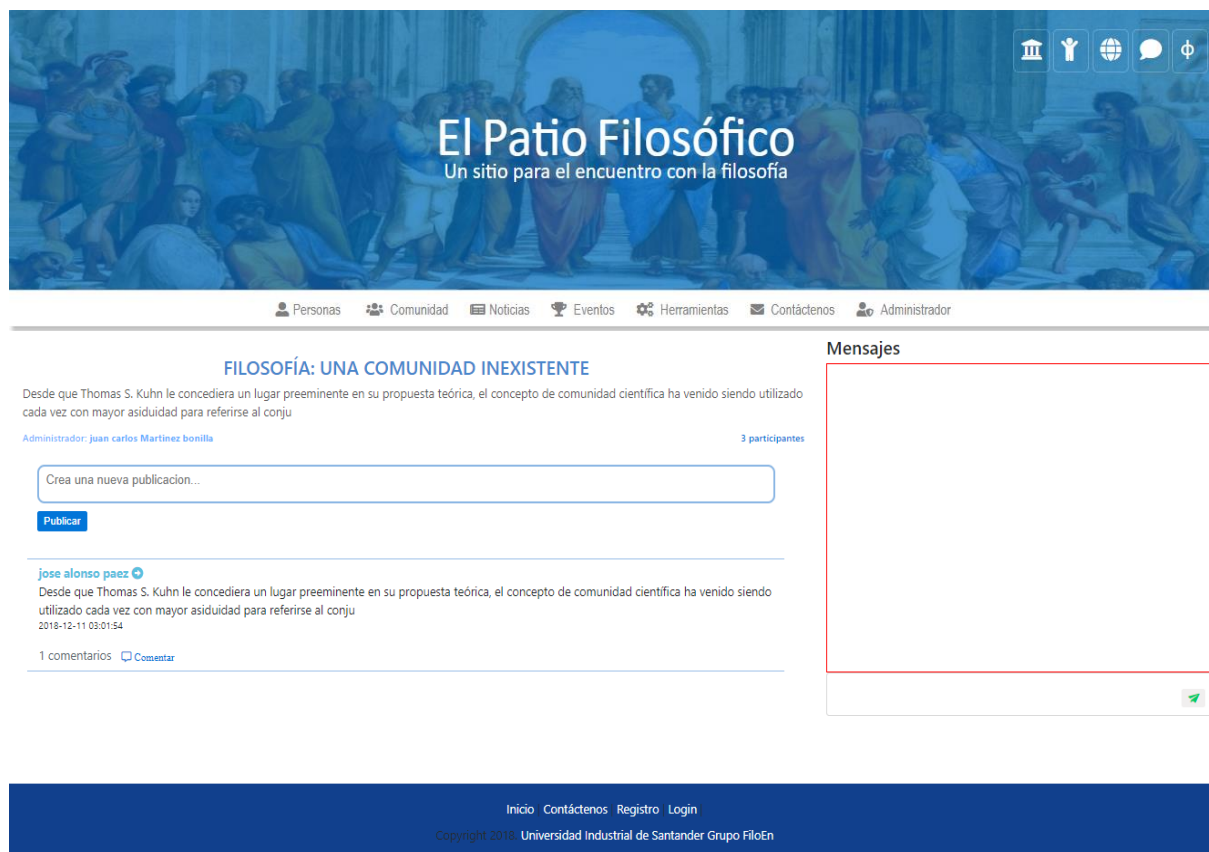 ф
El Patio Filosófico
Un sitio para el encuentro con la filosofía
Personas Comunidad Noticias Eventos Herramientas Contáctenos Administrador
FILOSOFÍA: UNA COMUNIDAD INEXISTENTE
Desde que Thomas S. Kuhn le concediera un lugar preeminente en su propuesta teórica, el concepto de comunidad científica ha venido siendo utilizado
cada vez con mayor asiduidad para referirse al conju
Administrador: juan carlos Martinez bonilla 3 participantes
Crea una nueva publicacion...
Publicar
jose alonso paez
Desde que Thomas S. Kuhn le concediera un lugar preeminente en su propuesta teórica, el concepto de comunidad científica ha venido siendo
utilizado cada vez con mayor asiduidad para referirse al conju
2018-12-11 03:01:54
1 comentarios Comentar
Mensajes
Inicio Contáctenos Registro Login
Copyright 2018. Universidad Industrial de Santander Grupo FiloEn